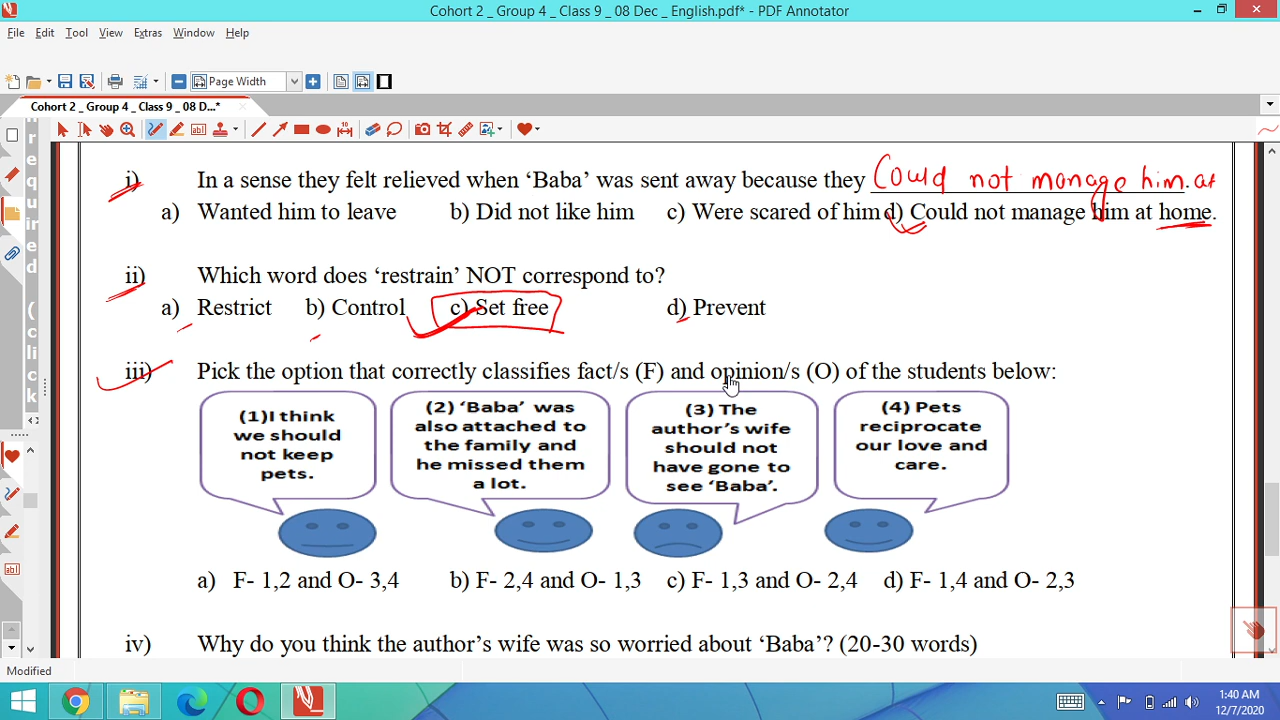 Cohort 2 _ Group 4 _ Class 9 _ 08 Dec _ English.pdf* - PDF Annotator
File Edit Tool View Extras Window Help
Page Width
Cohort 2 _ Group 4 _ Class 9 _ 08 D...*
required (click
i) In a sense they felt relieved when ‘Baba’ was sent away because they Could not manage him. at
a) Wanted him to leave b) Did not like him c) Were scared of him d) Could not manage him at home.
ii) Which word does ‘restrain’ NOT correspond to?
a) Restrict b) Control c) Set free d) Prevent
iii) Pick the option that correctly classifies fact/s (F) and opinion/s (O) of the students below:
(1)I think
we should
not keep
pets.
(2) ‘Baba’ was
also attached to
the family and
he missed them
a lot.
(3) The
author’s wife
should not
have gone to
see ‘Baba’.
(4) Pets
reciprocate
our love and
care.
a) F- 1,2 and O- 3,4 b) F- 2,4 and O- 1,3 c) F- 1,3 and O- 2,4 d) F- 1,4 and O- 2,3
iv) Why do you think the author’s wife was so worried about ‘Baba’? (20-30 words)
Modified
1:40 AM
12/7/2020